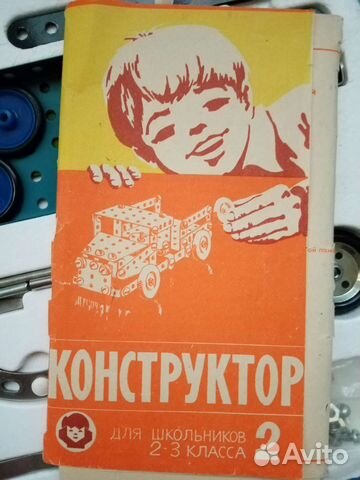 КОНСТРУКТОР
ДЛЯ ШКОЛЬНИКОВ
2-3 КЛАССА
2
Avito